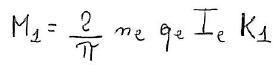 M₁ = 2/π nₑ qₑ Iₑ K₁